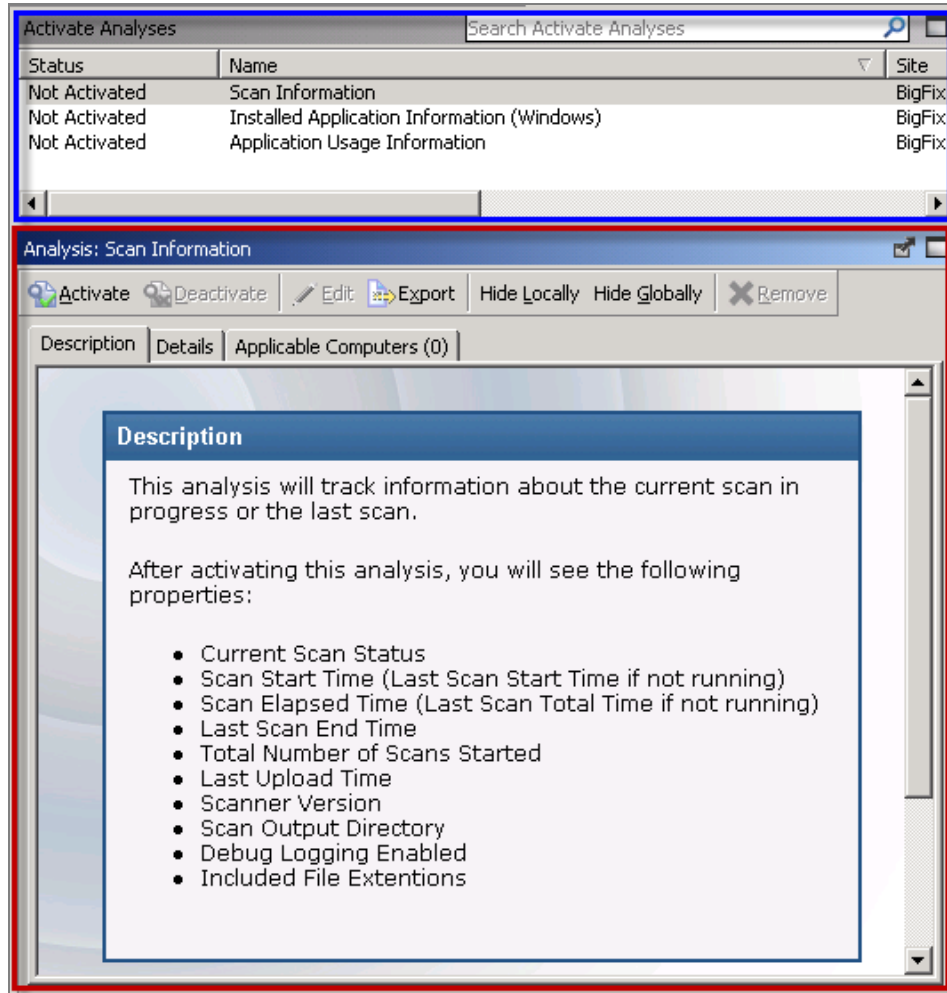 Activate Analyses Search Activate Analyses
Status Name Site
Not Activated Scan Information BigFix
Not Activated Installed Application Information (Windows) BigFix
Not Activated Application Usage Information BigFix
Analysis: Scan Information
Activate Deactivate Edit Export Hide Locally Hide Globally Remove
Description Details Applicable Computers (0)
Description
This analysis will track information about the current scan in
progress or the last scan.
After activating this analysis, you will see the following
properties:
• Current Scan Status
• Scan Start Time (Last Scan Start Time if not running)
• Scan Elapsed Time (Last Scan Total Time if not running)
• Last Scan End Time
• Total Number of Scans Started
• Last Upload Time
• Scanner Version
• Scan Output Directory
• Debug Logging Enabled
• Included File Extentions